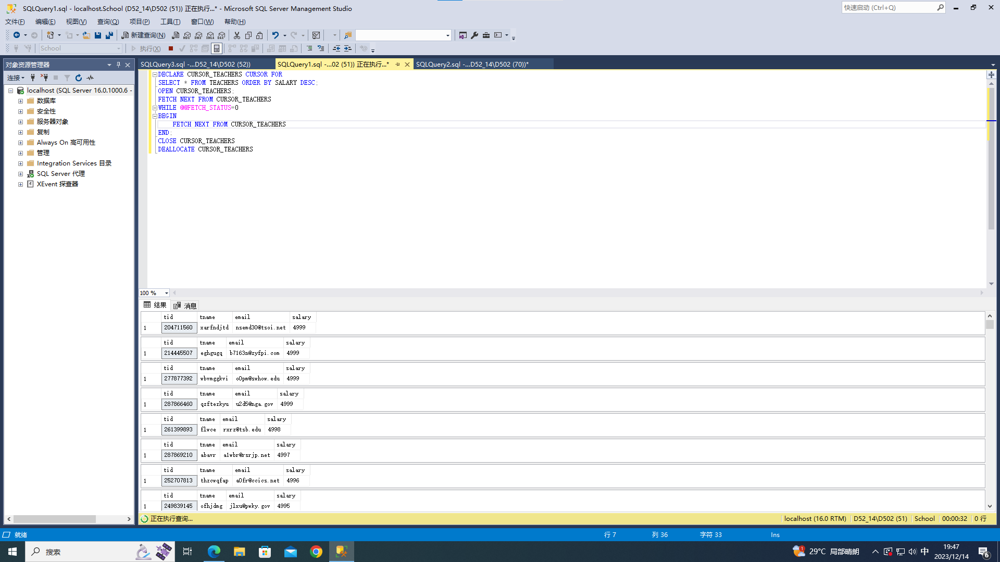 SQLQuery1.sql - localhost.School (D52_14\D502 (51)) 正在执行...* - Microsoft SQL Server Management Studio
快速启动 (Ctrl+Q)
文件(F) 编辑(E) 视图(V) 查询(Q) 项目(P) 工具(T) 窗口(W) 帮助(H)
新建查询(N) MDX DMX XMLA DAX
School 执行(X)
对象资源管理器
SQLQuery3.sql -...D52_14\D502 (52)) SQLQuery1.sql -...02 (51)) 正在执行...* SQLQuery2.sql -...D52_14\D502 (70))*
连接
localhost (SQL Server 16.0.1000.6 -
数据库
安全性
服务器对象
复制
Always On 高可用性
管理
Integration Services 目录
SQL Server 代理
XEvent 探查器
DECLARE CURSOR_TEACHERS CURSOR FOR
SELECT * FROM TEACHERS ORDER BY SALARY DESC;
OPEN CURSOR_TEACHERS;
FETCH NEXT FROM CURSOR_TEACHERS
WHILE @@FETCH_STATUS=0
BEGIN
FETCH NEXT FROM CURSOR_TEACHERS
END;
CLOSE CURSOR_TEACHERS
DEALLOCATE CURSOR_TEACHERS
100 %
结果 消息
tid tname email salary
1 204711560 xarfndjtd nsemd30@tsoi.net 4999
tid tname email salary
1 214445507 eghgugq b7163n@zyfpi.com 4999
tid tname email salary
1 277877392 wbvmggkvi o0pm@swhow.edu 4999
tid tname email salary
1 287866460 qzftezkyu u2d5@nga.gov 4999
tid tname email salary
1 261399893 flwce rxrz@tsb.edu 4998
tid tname email salary
1 287869210 abavr a1wbr@rsrjp.net 4997
tid tname email salary
1 252707813 thzcwqfap a0fr@ccics.net 4996
tid tname email salary
1 249839145 ofhjdmg jlxu@pwky.gov 4995
正在执行查询... localhost (16.0 RTM) D52_14\D502 (51) School 00:00:32 0 行
就绪 行 7 列 36 字符 33 Ins
搜索
1 29°C 局部晴朗 中 19:47
2023/12/14 6